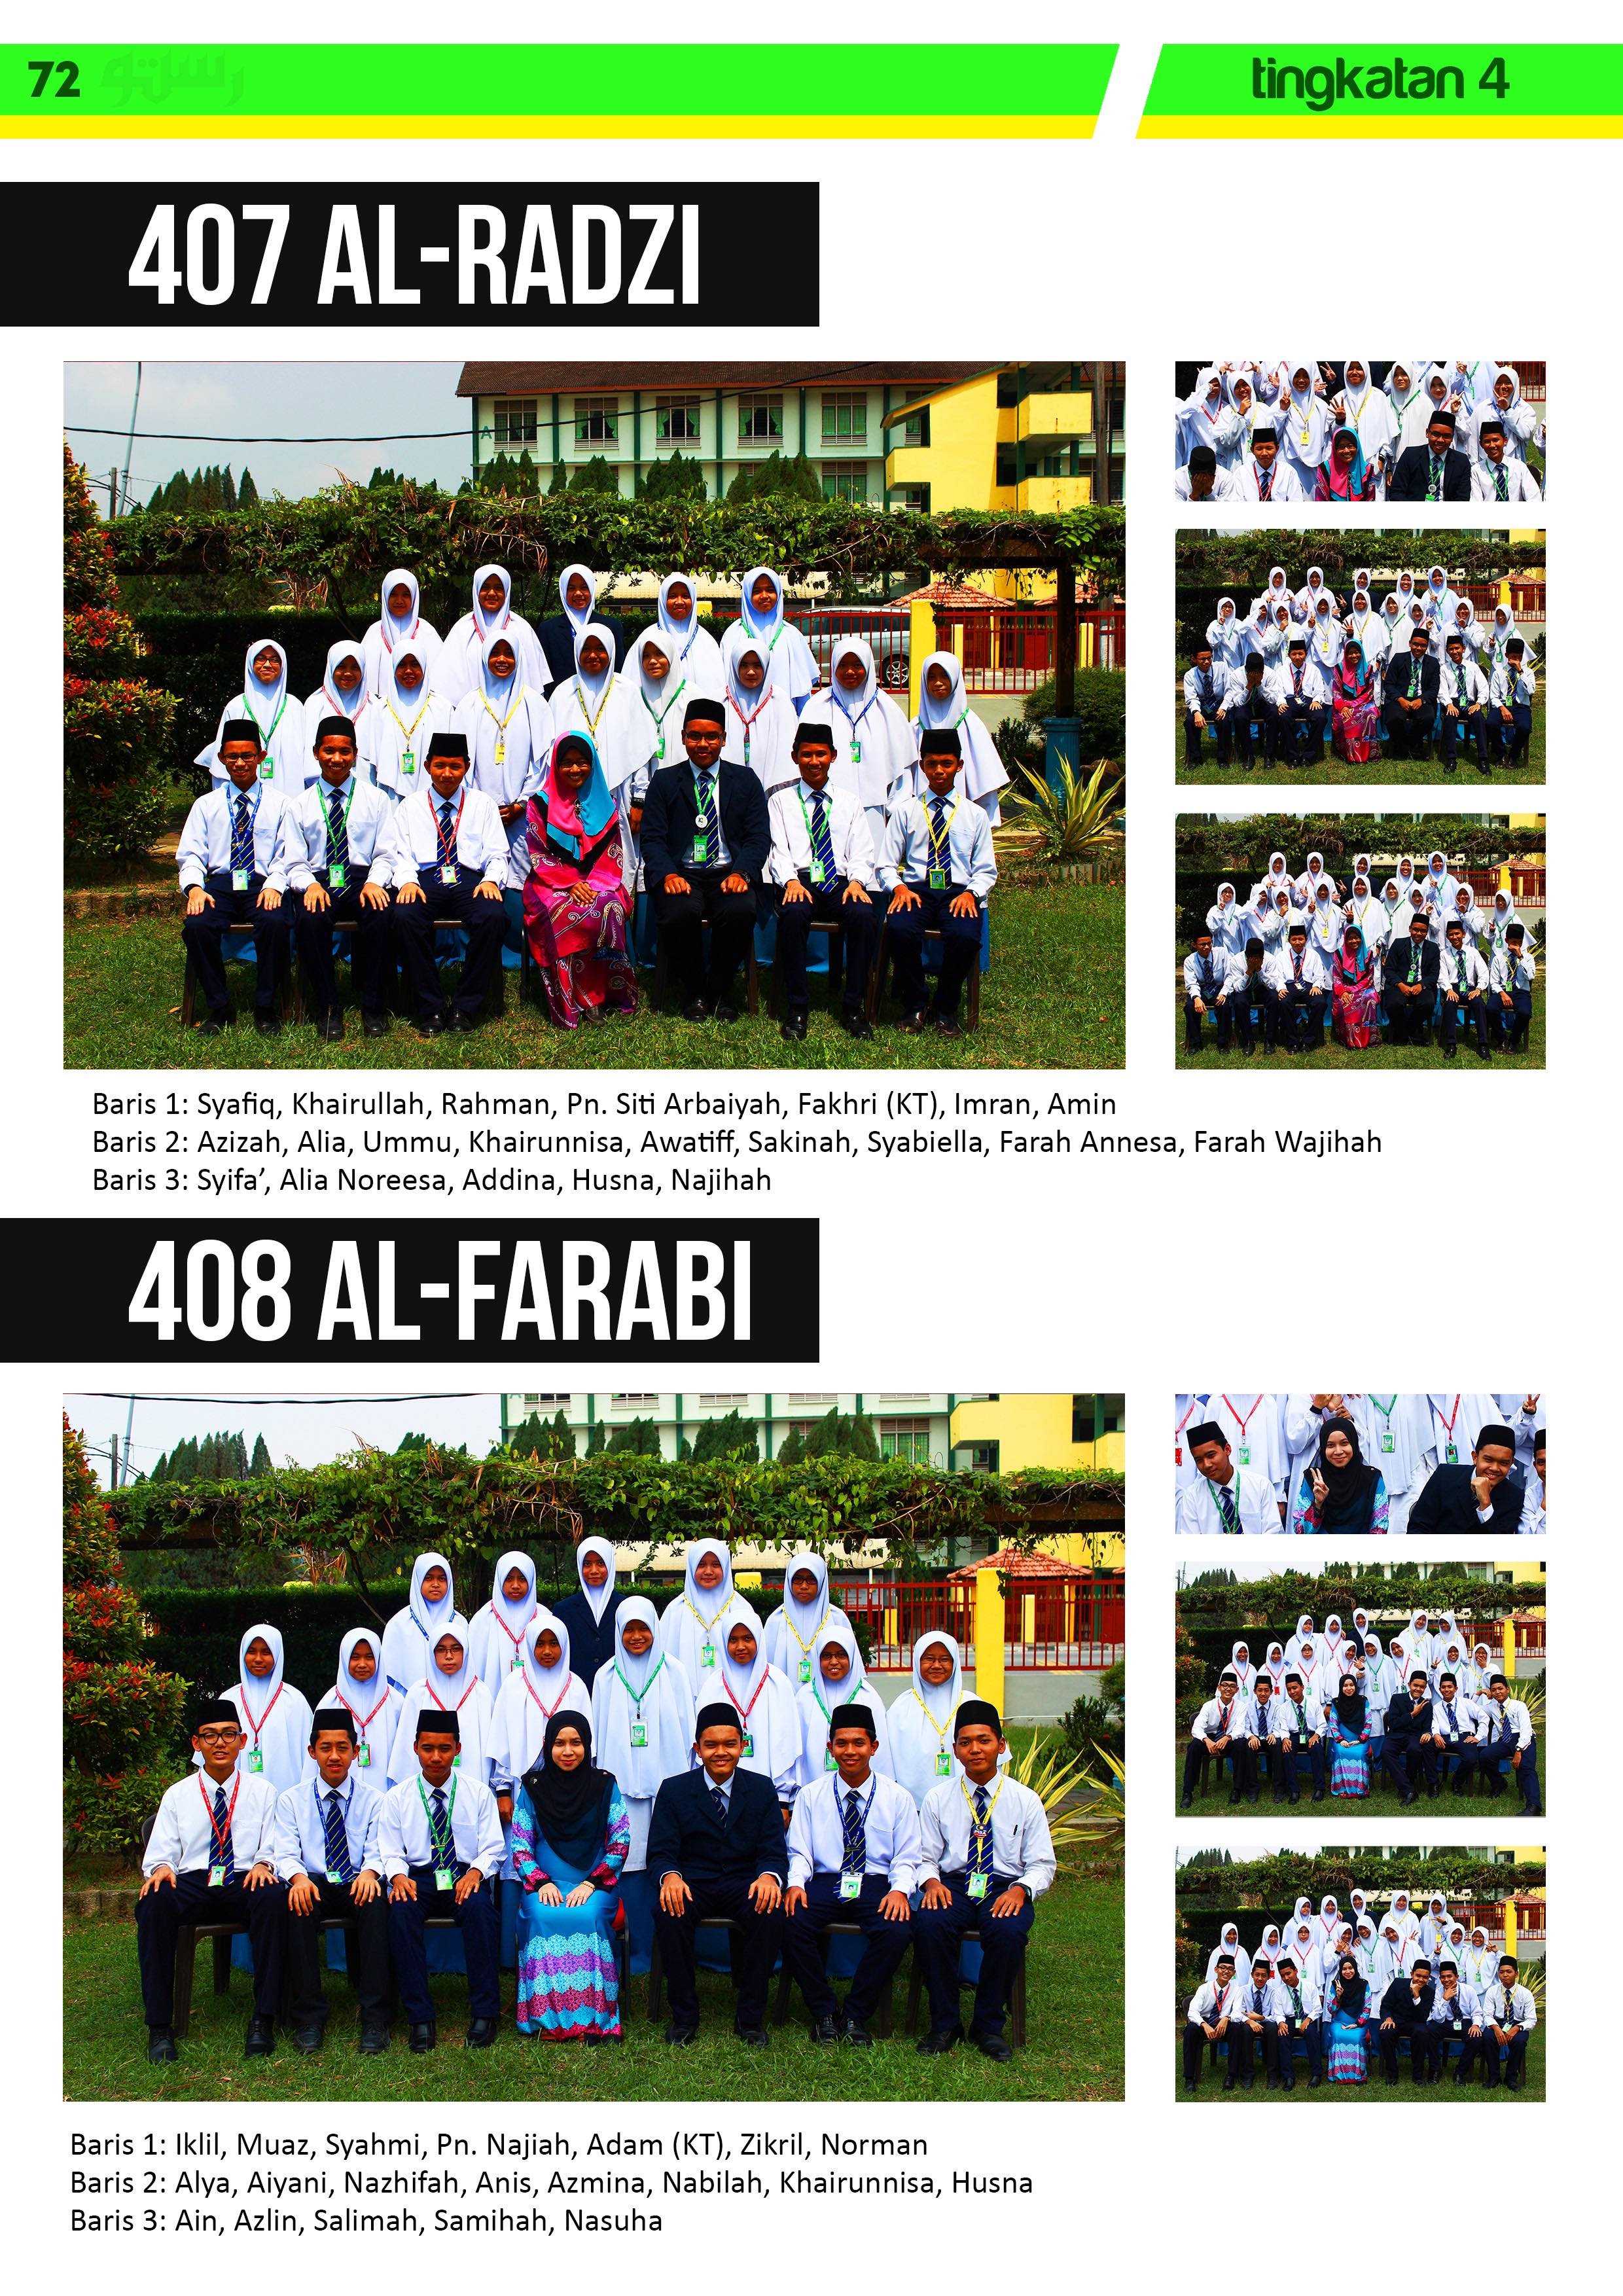 72 رستو
tingkatan 4
407 AL-RADZI
Baris 1: Syafiq, Khairullah, Rahman, Pn. Siti Arbaiyah, Fakhri (KT), Imran, Amin
Baris 2: Azizah, Alia, Ummu, Khairunnisa, Awatiff, Sakinah, Syabiella, Farah Annesa, Farah Wajihah
Baris 3: Syifa’, Alia Noreesa, Addina, Husna, Najihah
408 AL-FARABI
Baris 1: Iklil, Muaz, Syahmi, Pn. Najiah, Adam (KT), Zikril, Norman
Baris 2: Alya, Aiyani, Nazhifah, Anis, Azmina, Nabilah, Khairunnisa, Husna
Baris 3: Ain, Azlin, Salimah, Samihah, Nasuha